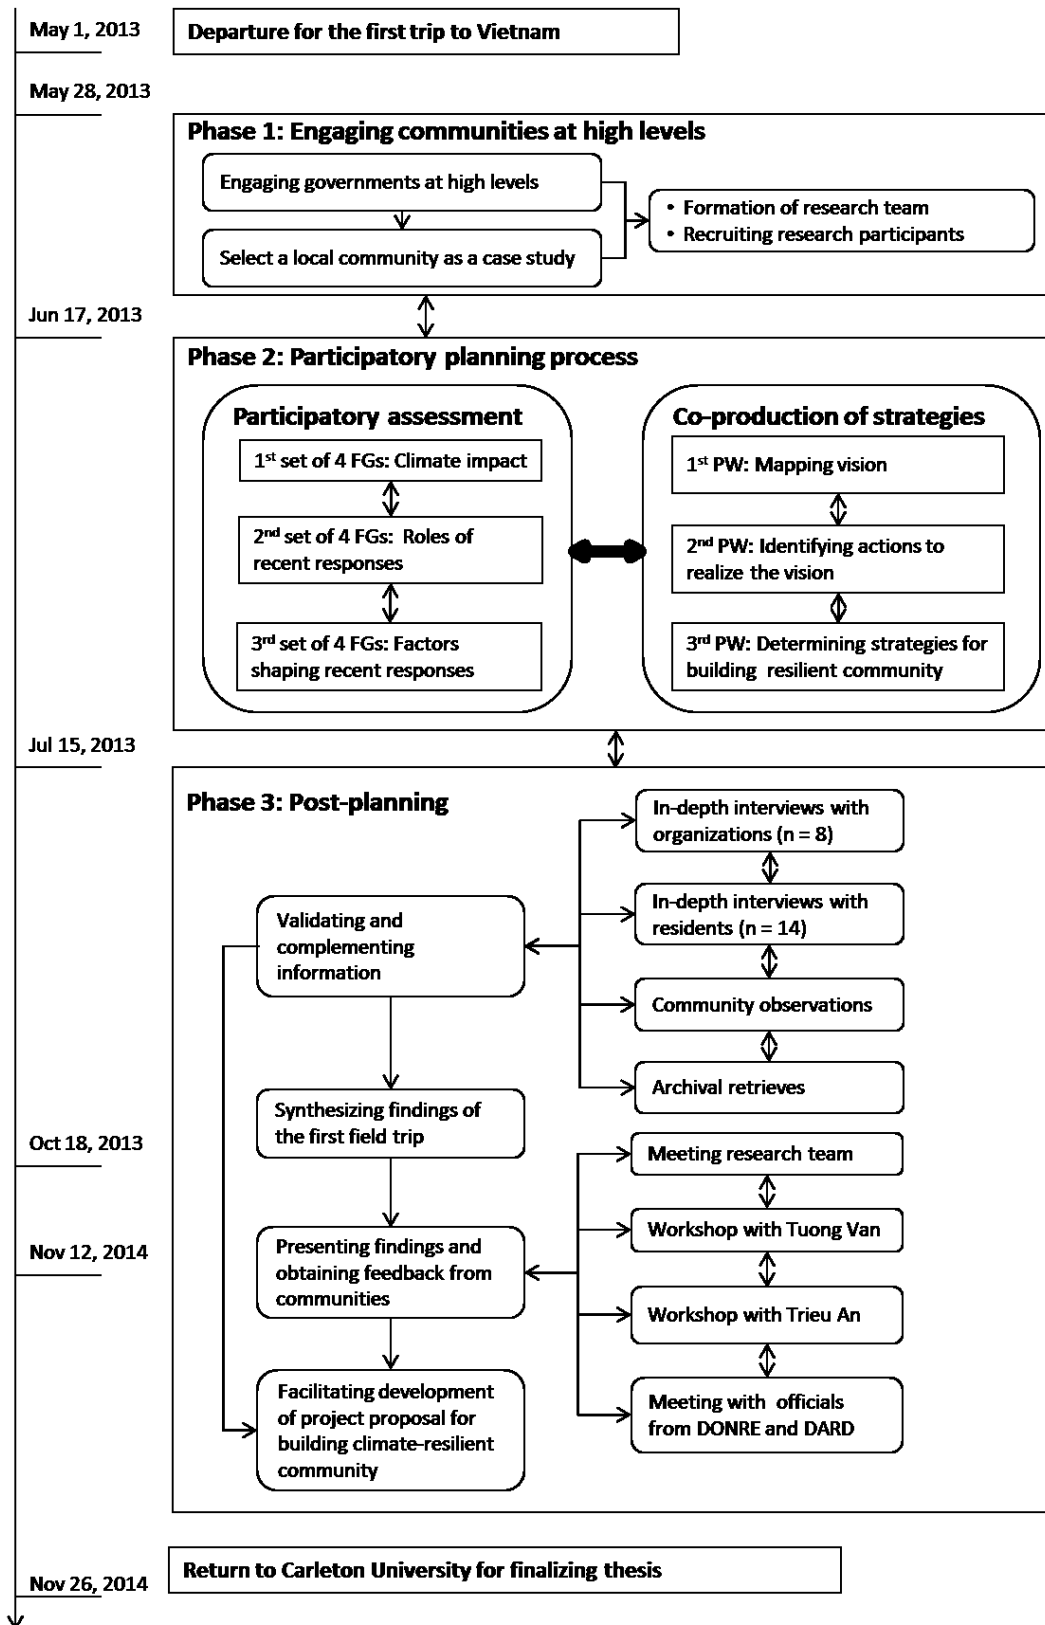 May 1, 2013
Departure for the first trip to Vietnam
May 28, 2013
Phase 1: Engaging communities at high levels
Engaging governments at high levels
Select a local community as a case study
• Formation of research team
• Recruiting research participants
Jun 17, 2013
Phase 2: Participatory planning process
Participatory assessment
1st set of 4 FGs: Climate impact
2nd set of 4 FGs: Roles of
recent responses
3rd set of 4 FGs: Factors
shaping recent responses
Co-production of strategies
1st PW: Mapping vision
2nd PW: Identifying actions to
realize the vision
3rd PW: Determining strategies for
building resilient community
Jul 15, 2013
Phase 3: Post-planning
In-depth interviews with
organizations (n = 8)
In-depth interviews with
residents (n = 14)
Community observations
Archival retrieves
Validating and
complementing
information
Synthesizing findings of
the first field trip
Oct 18, 2013
Meeting research team
Workshop with Tuong Van
Workshop with Trieu An
Meeting with officials
from DONRE and DARD
Nov 12, 2014
Presenting findings and
obtaining feedback from
communities
Facilitating development
of project proposal for
building climate-resilient
community
Return to Carleton University for finalizing thesis
Nov 26, 2014